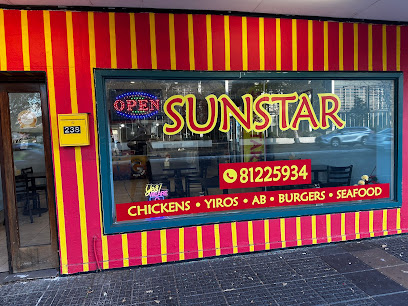 OPEN
SUNSTAR
238
81225934
CHICKENS • YIROS • AB • BURGERS • SEAFOOD